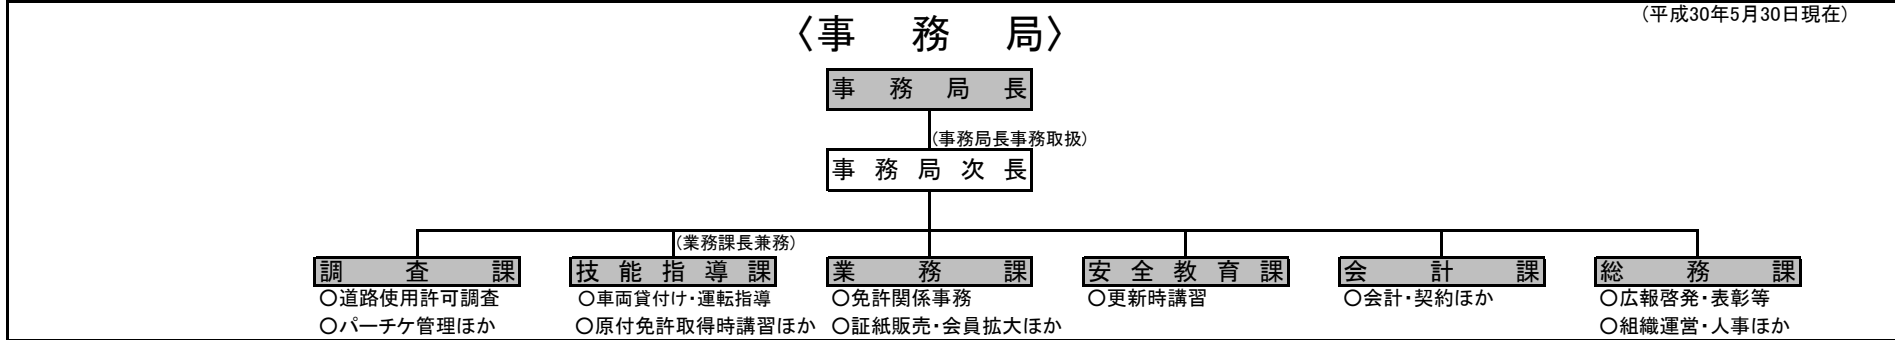 (平成30年5月30日現在)
〈事　務　局〉
事務局長
(事務局長事務取扱)
事務局次長
(業務課長兼務)
調査課　技能指導課　業務課　安全教育課　会計課　総務課
○道路使用許可調査　○車両貸付け・運転指導　○免許関係事務　○更新時講習　○会計・契約ほか　○広報啓発・表彰等
○パーチケ管理ほか　○原付免許取得時講習ほか　○証紙販売・会員拡大ほか　○組織運営・人事ほか